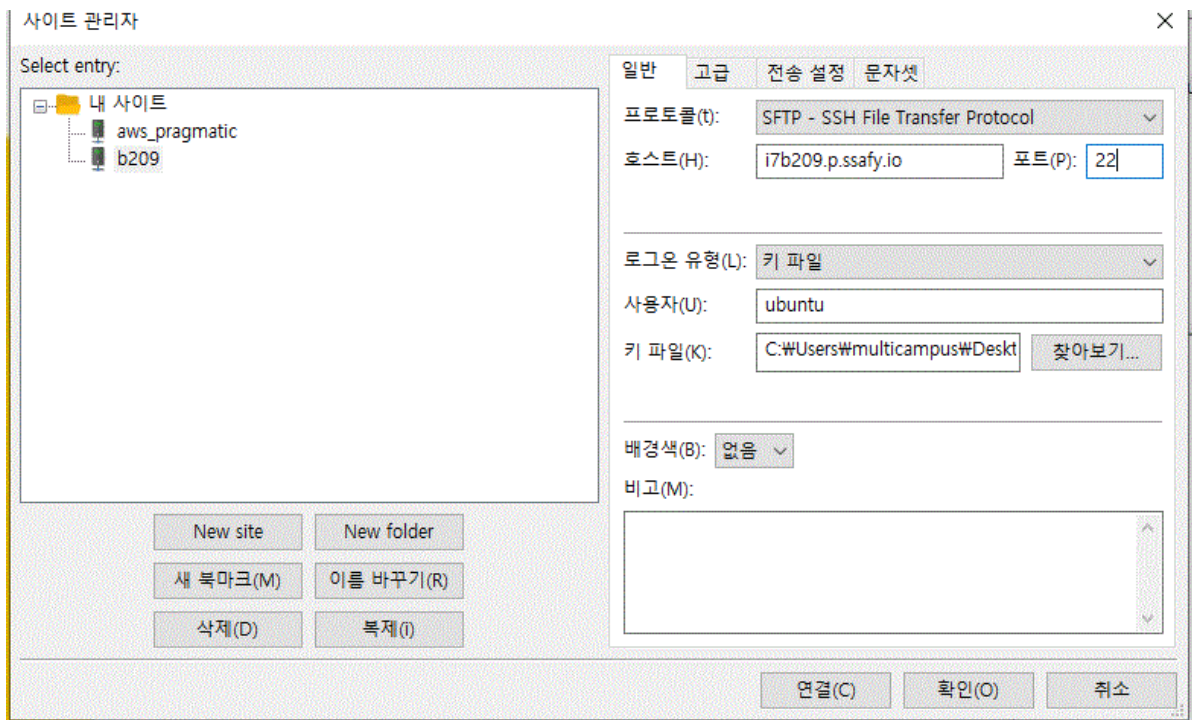 사이트 관리자
Select entry:
내 사이트
aws_pragmatic
b209
New site
New folder
새 북마크(M)
이름 바꾸기(R)
삭제(D)
복제(i)
일반
고급
전송 설정
문자셋
프로토콜(t):
SFTP - SSH File Transfer Protocol
호스트(H):
i7b209.p.ssafy.io
포트(P):
22
로그온 유형(L):
키 파일
사용자(U):
ubuntu
키 파일(K):
C:₩Users₩multicampus₩Deskt
찾아보기...
배경색(B):
없음
비고(M):
연결(C)
확인(O)
취소